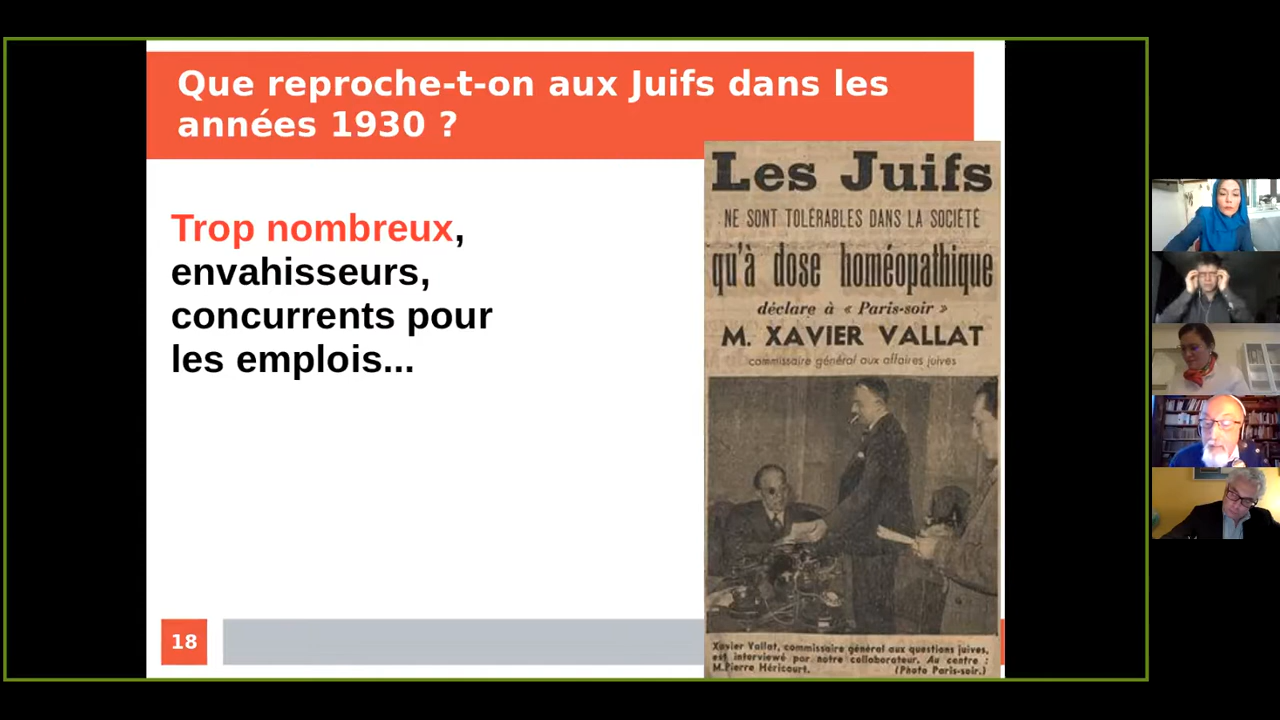 Que reproche-t-on aux Juifs dans les
années 1930 ?
Trop nombreux,
envahisseurs,
concurrents pour
les emplois...
Les Juifs
NE SONT TOLÉRABLES DANS LA SOCIÉTÉ
qu'à dose homéopathique
déclare à « Paris-soir »
M. XAVIER VALLAT
commissaire général aux affaires juives
Xavier Vallat, commissaire général aux questions juives,
est interviewé par notre collaborateur. Au centre :
M.Pierre Héricourt. (Photo Paris-soir.)
18